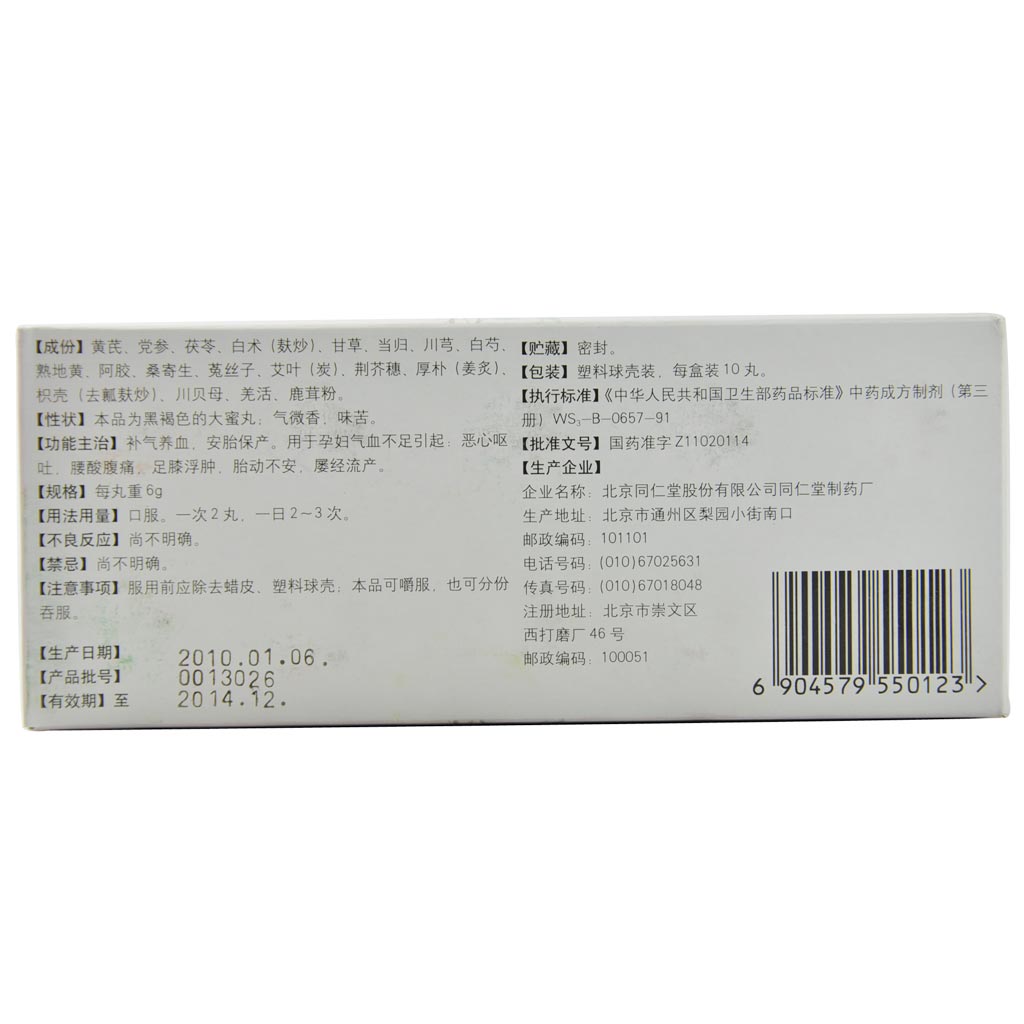 【成份】黄芪、党参、茯苓、白术（麸炒）、甘草、当归、川芎、白芍、
熟地黄、阿胶、桑寄生、菟丝子、艾叶（炭）、荆芥穗、厚朴（姜炙）、
枳壳（去瓤麸炒）、川贝母、羌活、鹿茸粉。
【性状】本品为黑褐色的大蜜丸；气微香，味苦。
【功能主治】补气养血，安胎保产。用于孕妇气血不足引起：恶心呕
吐，腰酸腹痛，足膝浮肿，胎动不安，屡经流产。
【规格】每丸重6g
【用法用量】口服。一次2丸，一日2~3次。
【不良反应】尚不明确。
【禁忌】尚不明确。
【注意事项】服用前应除去蜡皮、塑料球壳；本品可嚼服，也可分份
吞服。
【生产日期】 2010.01.06.
【产品批号】 0013026
【有效期】至 2014.12.
【贮藏】密封。
【包装】塑料球壳装，每盒装10丸。
【执行标准】《中华人民共和国卫生部药品标准》中药成方制剂（第三
册）WS₃-B-0657-91
【批准文号】国药准字Z11020114
【生产企业】
企业名称：北京同仁堂股份有限公司同仁堂制药厂
生产地址：北京市通州区梨园小街南口
邮政编码：101101
电话号码：(010)67025631
传真号码：(010)67018048
注册地址：北京市崇文区
西打磨厂46号
邮政编码：100051
6 904579 550123 >